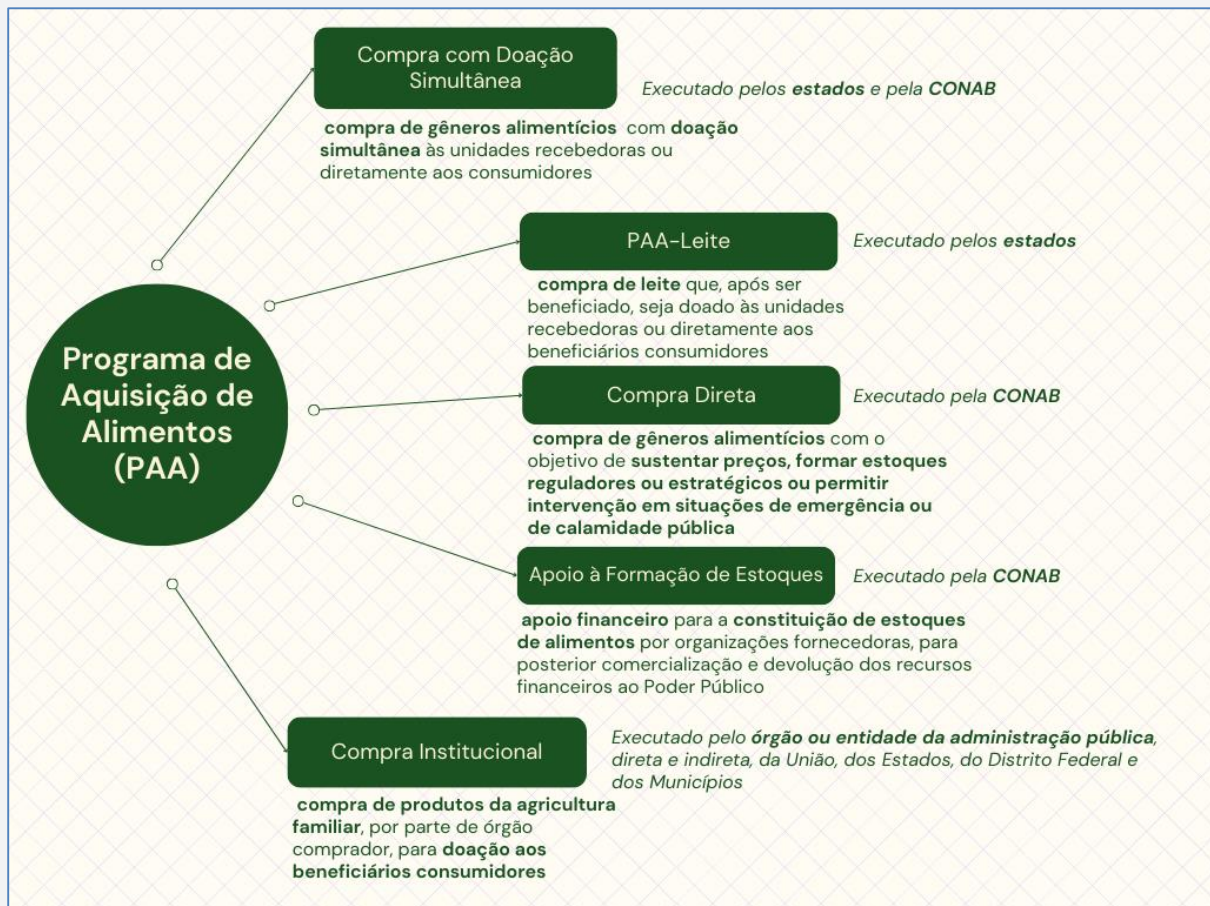 Compra com Doação
Simultânea
Executado pelos estados e pela CONAB
compra de gêneros alimentícios com doação
simultânea às unidades recebedoras ou
diretamente aos consumidores
PAA-Leite
Executado pelos estados
compra de leite que, após ser
beneficiado, seja doado às unidades
recebedoras ou diretamente aos
beneficiários consumidores
Programa de
Aquisição de
Alimentos
(PAA)
Compra Direta
Executado pela CONAB
compra de gêneros alimentícios com o
objetivo de sustentar preços, formar estoques
reguladores ou estratégicos ou permitir
intervenção em situações de emergência ou
de calamidade pública
Apoio à Formação de Estoques
Executado pela CONAB
apoio financeiro para a constituição de estoques
de alimentos por organizações fornecedoras, para
posterior comercialização e devolução dos recursos
financeiros ao Poder Público
Compra Institucional
Executado pelo órgão ou entidade da administração pública,
direta e indireta, da União, dos Estados, do Distrito Federal e
dos Municípios
compra de produtos da agricultura
familiar, por parte de órgão
comprador, para doação aos
beneficiários consumidores